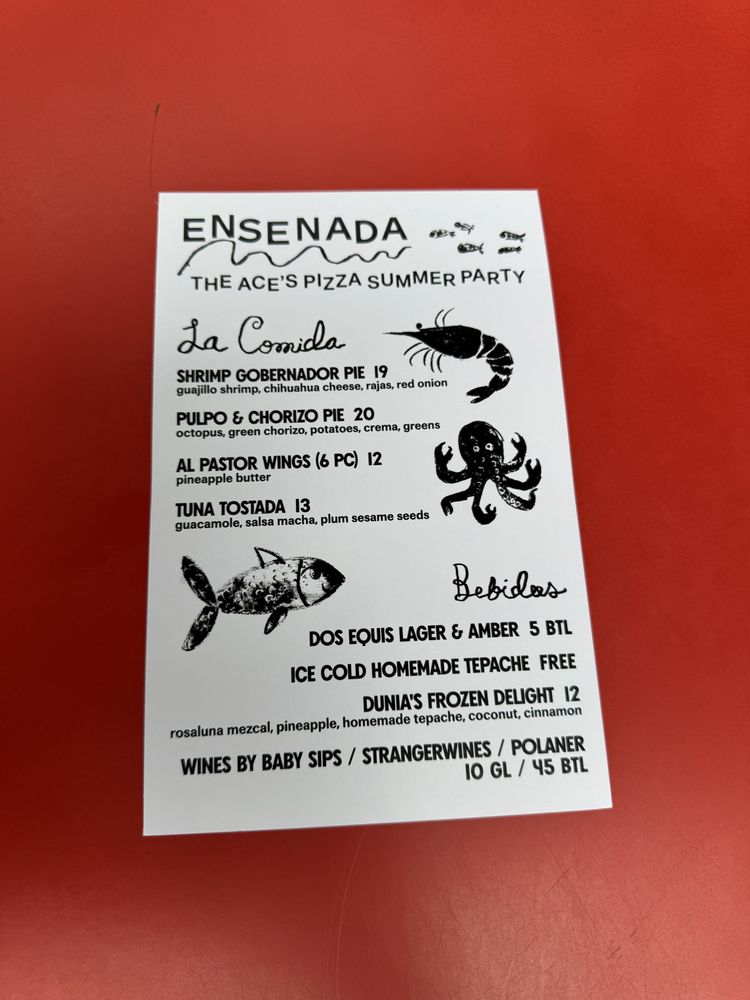 ENSENADA
THE ACE'S PIZZA SUMMER PARTY
La Comida
SHRIMP GOBERNADOR PIE 19
guajillo shrimp, chihuahua cheese, rajas, red onion
PULPO & CHORIZO PIE 20
octopus, green chorizo, potatoes, crema, greens
AL PASTOR WINGS (6 PC) 12
pineapple butter
TUNA TOSTADA 13
guacamole, salsa macha, plum sesame seeds
Bebidas
DOS EQUIS LAGER & AMBER 5 BTL
ICE COLD HOMEMADE TEPACHE FREE
DUNIA'S FROZEN DELIGHT 12
rosaluna mezcal, pineapple, homemade tepache, coconut, cinnamon
WINES BY BABY SIPS / STRANGERWINES / POLANER
10 GL / 45 BTL